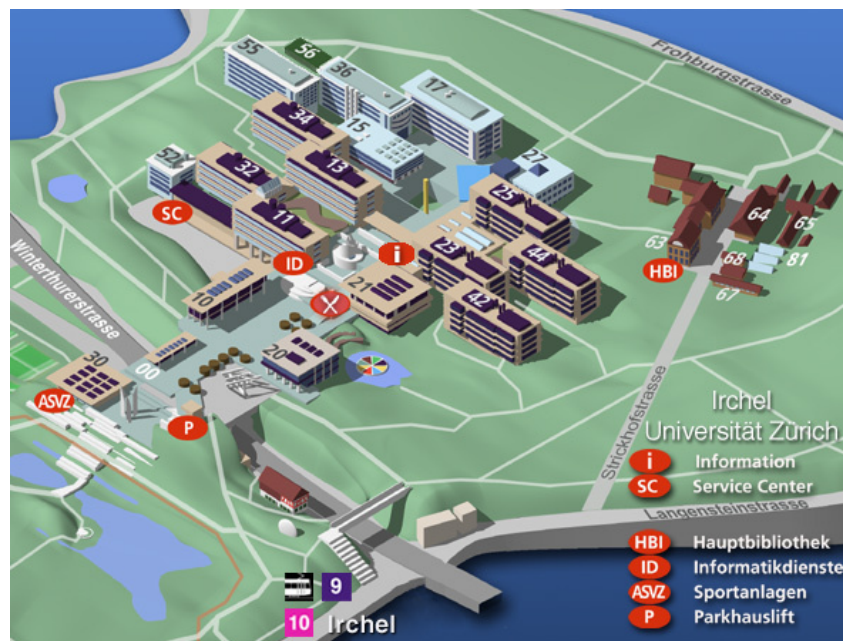 55
56
36
17
Frohburgstrasse
34
15
13
27
52
32
25
64
65
SC
11
63
23
44
68
81
Winterthurerstrasse
ID
i
HBI
67
10
21
42
00
20
30
ASVZ
P
Strickhofstrasse
Irchel
Universität Zürich
i Information
SC Service Center
Langensteinstrasse
HBI Hauptbibliothek
ID Informatikdienste
ASVZ Sportanlagen
P Parkhauslift
9
10 Irchel